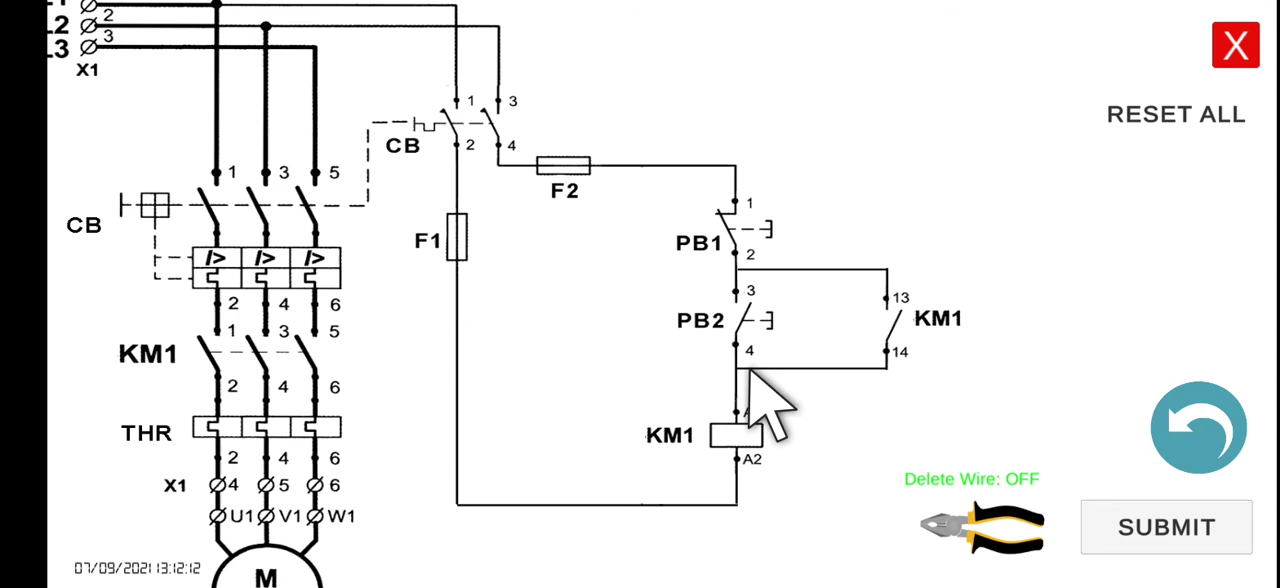 2
L2
3
L3
X1
X
RESET ALL
1
3
CB
2
4
F2
1
3
5
1
CB
F1
PB1
2
I>
I>
I>
3
13
2
4
6
PB2
KM1
1
3
5
KM1
4
14
2
4
6
THR
KM1
2
4
6
A2
X1
4
5
6
Delete Wire: OFF
U1
V1
W1
SUBMIT
07/09/2021 13:12:12
M